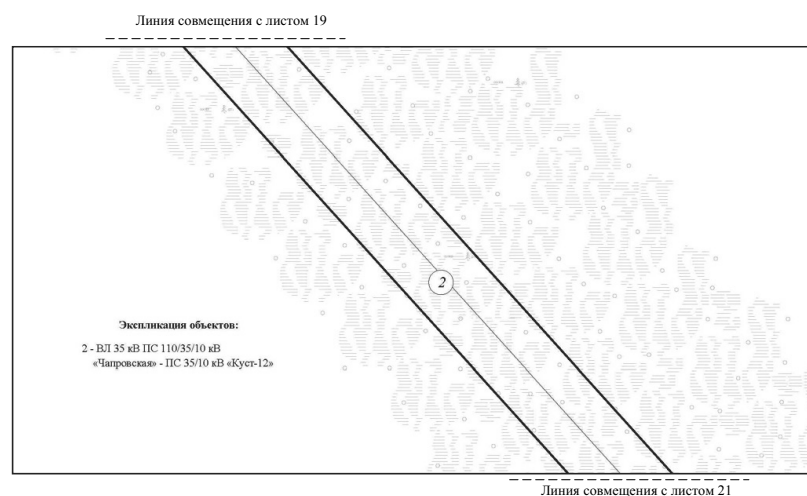 Линия совмещения с листом 19
2
Экспликация объектов:
2 - ВЛ 35 кВ ПС 110/35/10 кВ
«Чапровская» - ПС 35/10 кВ «Куст-12»
Линия совмещения с листом 21